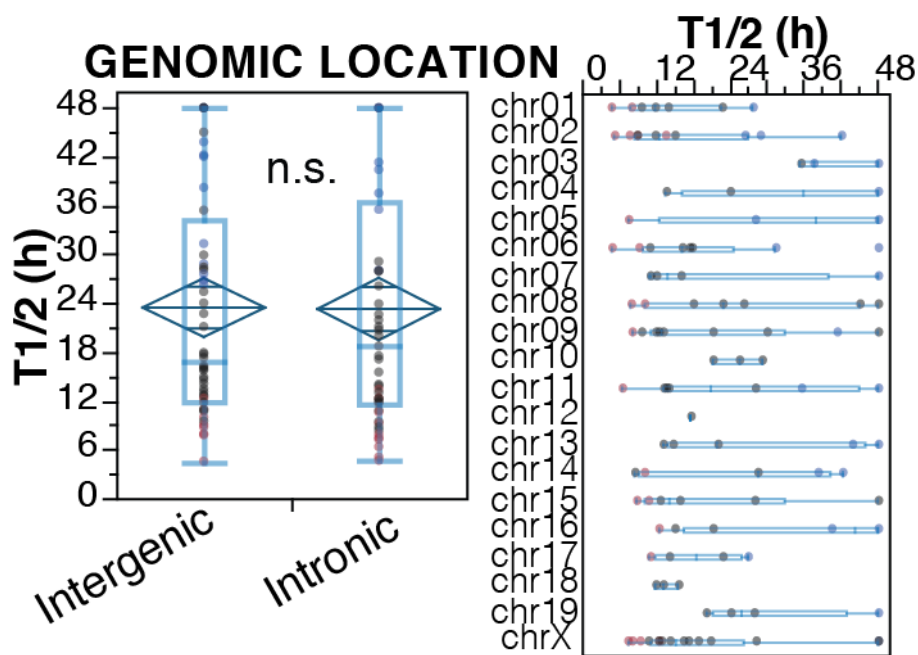 GENOMIC LOCATION
T1/2 (h)
48
42
36
30
24
18
12
6
0
n.s.
Intergenic
Intronic
T1/2 (h)
0 12 24 36 48
chr01
chr02
chr03
chr04
chr05
chr06
chr07
chr08
chr09
chr10
chr11
chr12
chr13
chr14
chr15
chr16
chr17
chr18
chr19
chrX